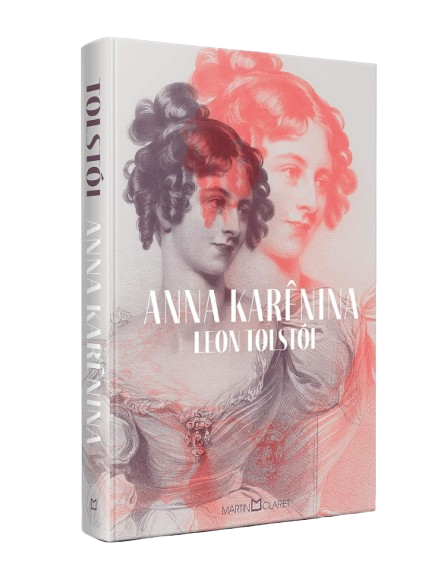 TOLSTÓI ANNA KARÊNINA
ANNA KARÊNINA
LEON TOLSTÓI
MARTIN CLARET